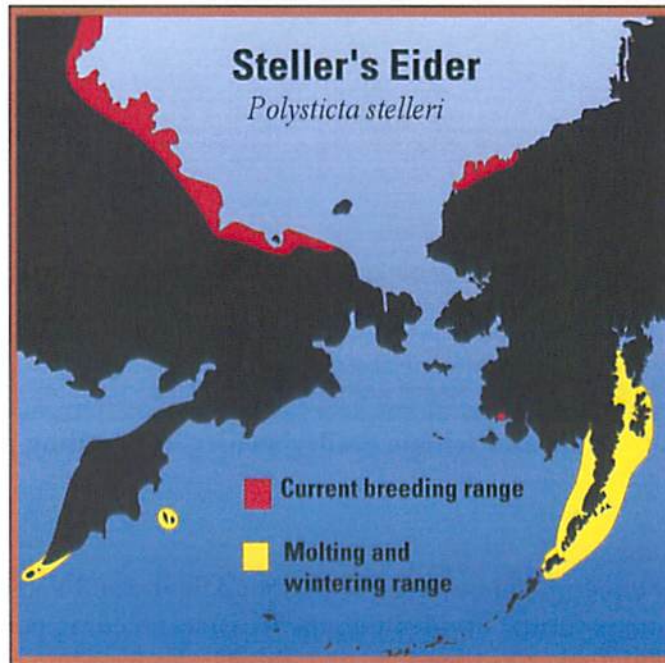 Steller's Eider
Polysticta stelleri
Current breeding range
Molting and
wintering range